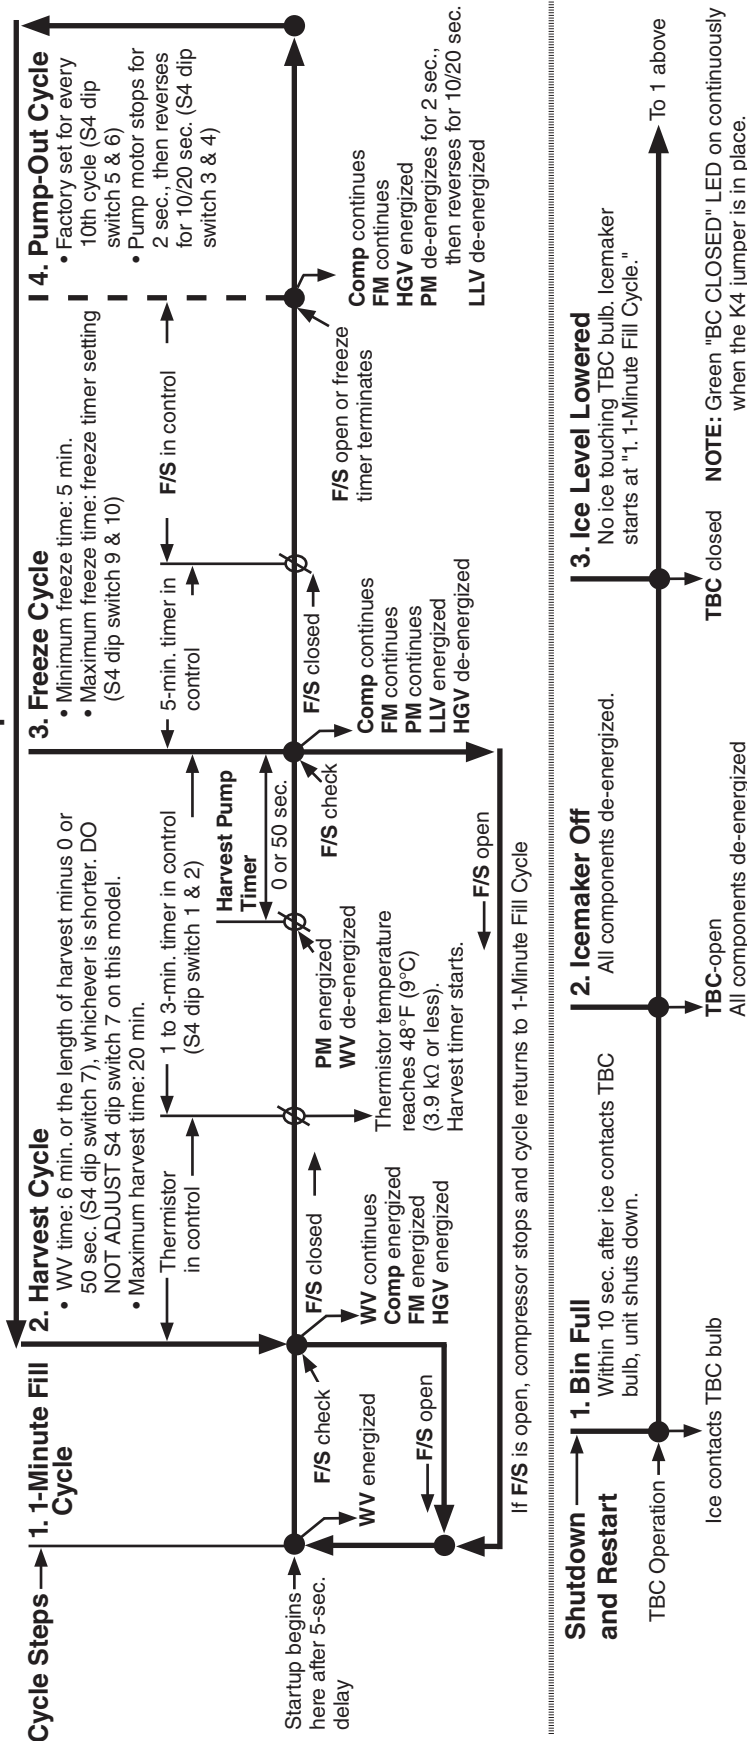 Cycle Steps
1. 1-Minute Fill
Cycle
2. Harvest Cycle
• WV time: 6 min. or the length of harvest minus 0 or
50 sec. (S4 dip switch 7), whichever is shorter. DO
NOT ADJUST S4 dip switch 7 on this model.
• Maximum harvest time: 20 min.
3. Freeze Cycle
• Minimum freeze time: 5 min.
• Maximum freeze time: freeze timer setting
(S4 dip switch 9 & 10)
4. Pump-Out Cycle
• Factory set for every
10th cycle (S4 dip
switch 5 & 6)
• Pump motor stops for
2 sec., then reverses
for 10/20 sec. (S4 dip
switch 3 & 4)
Thermistor
in control
1 to 3-min. timer in control
(S4 dip switch 1 & 2)
5-min. timer in
control
F/S in control
Harvest Pump
Timer
0 or 50 sec.
Startup begins
here after 5-sec.
delay
WV energized
F/S check
F/S open
F/S closed
WV continues
Comp energized
FM energized
HGV energized
Thermistor temperature
reaches 48°F (9°C)
(3.9 kΩ or less).
Harvest timer starts.
PM energized
WV de-energized
F/S check
F/S open
F/S closed
Comp continues
FM continues
PM continues
LLV energized
HGV de-energized
F/S open or freeze
timer terminates
Comp continues
FM continues
HGV energized
PM de-energizes for 2 sec.,
then reverses for 10/20 sec.
LLV de-energized
If F/S is open, compressor stops and cycle returns to 1-Minute Fill Cycle
Shutdown
and Restart
1. Bin Full
Within 10 sec. after ice contacts TBC
bulb, unit shuts down.
2. Icemaker Off
All components de-energized.
3. Ice Level Lowered
No ice touching TBC bulb. Icemaker
starts at "1. 1-Minute Fill Cycle."
TBC Operation
To 1 above
Ice contacts TBC bulb
TBC-open
All components de-energized
TBC closed
NOTE: Green "BC CLOSED" LED on continuously
when the K4 jumper is in place.